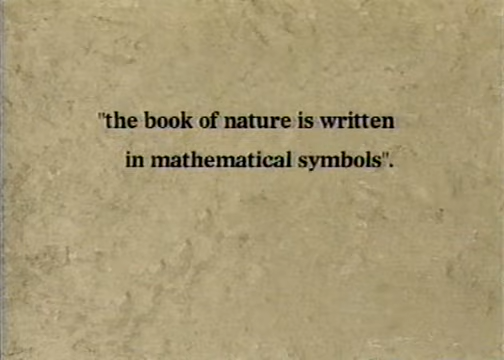 "the book of nature is written
in mathematical symbols".